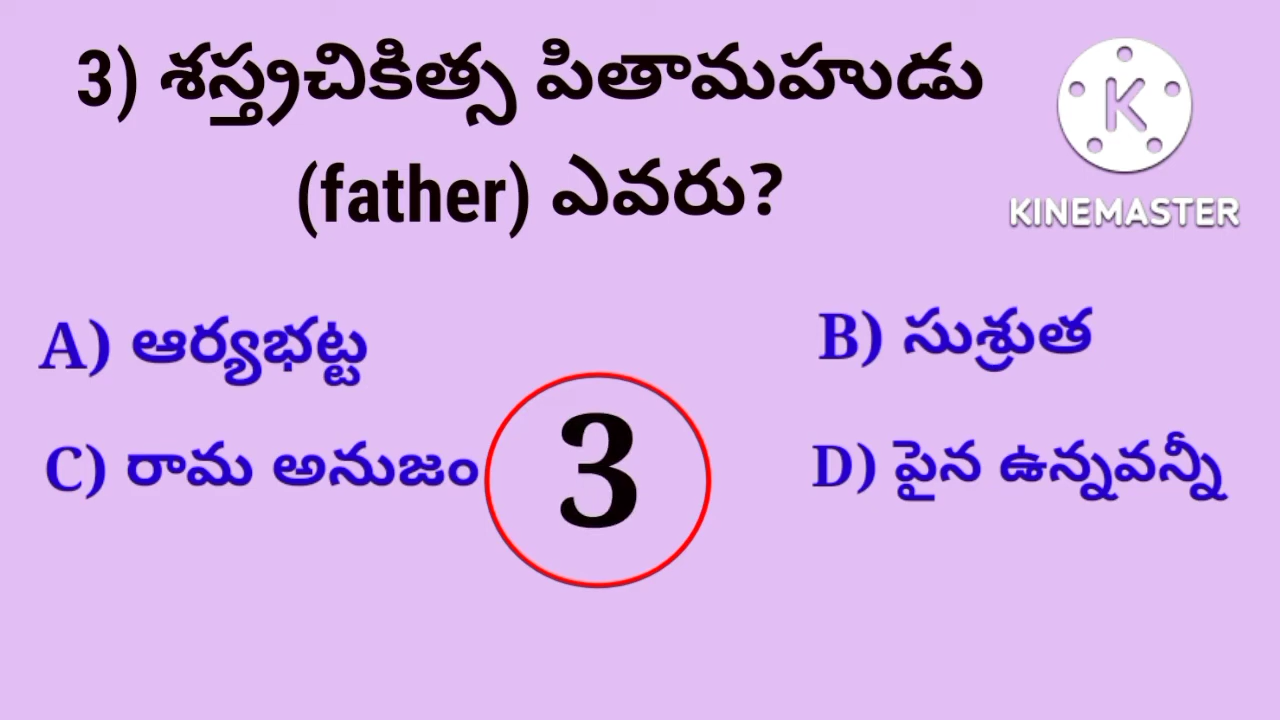 3) శస్త్రచికిత్స పితామహుడు
(father) ఎవరు?
K
KINEMASTER
A) ఆర్యభట్ట
B) సుశ్రుత
C) రామ అనుజం
D) పైన ఉన్నవన్నీ
3